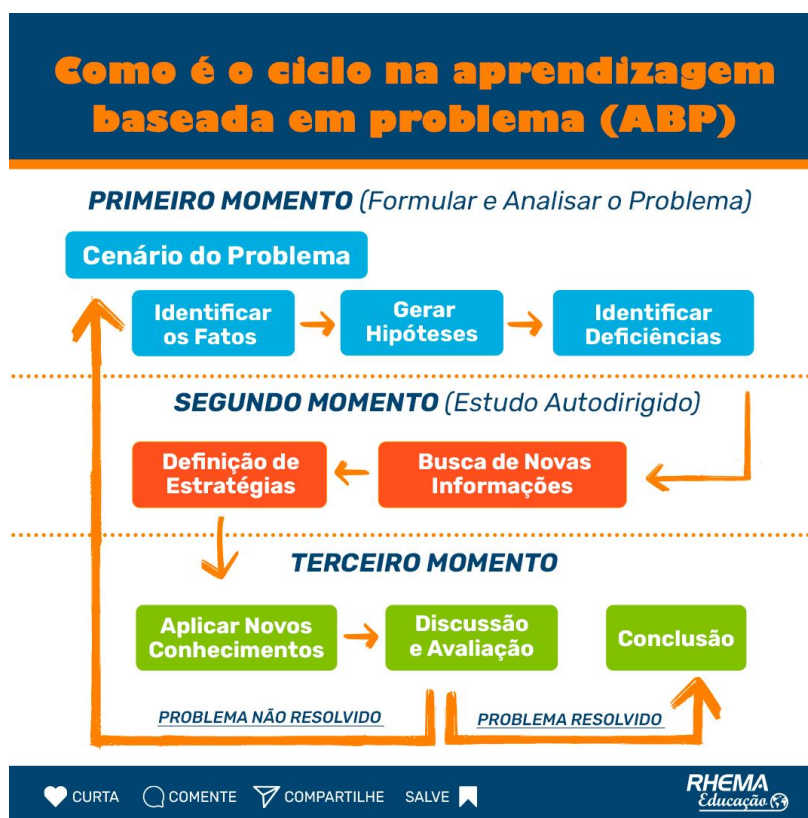 Como é o ciclo na aprendizagem
baseada em problema (ABP)
PRIMEIRO MOMENTO (Formular e Analisar o Problema)
Cenário do Problema
Identificar
os Fatos
Gerar
Hipóteses
Identificar
Deficiências
SEGUNDO MOMENTO (Estudo Autodirigido)
Definição de
Estratégias
Busca de Novas
Informações
TERCEIRO MOMENTO
Aplicar Novos
Conhecimentos
Discussão
e Avaliação
Conclusão
PROBLEMA NÃO RESOLVIDO
PROBLEMA RESOLVIDO
CURTA
COMENTE
COMPARTILHE
SALVE
RHEMA
Educação